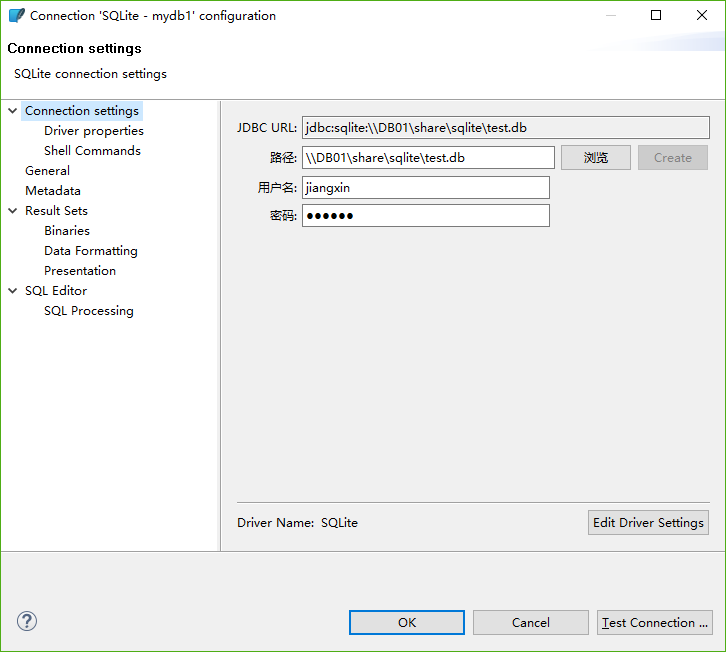 Connection 'SQLite - mydb1' configuration
Connection settings
SQLite connection settings
Connection settings
Driver properties
Shell Commands
General
Metadata
Result Sets
Binaries
Data Formatting
Presentation
SQL Editor
SQL Processing
JDBC URL: jdbc:sqlite:\\DB01\share\sqlite\test.db
路径: \\DB01\share\sqlite\test.db 浏览 Create
用户名: jiangxin
密码: ●●●●●●
Driver Name: SQLite Edit Driver Settings
? OK Cancel Test Connection ...